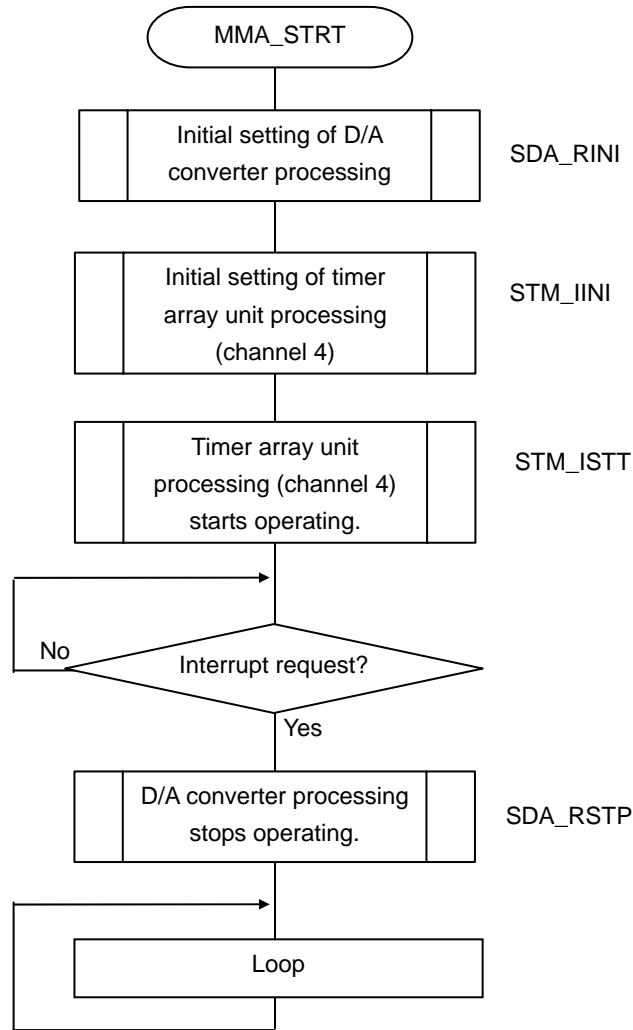 MMA_STRT
Initial setting of D/A
converter processing
SDA_RINI
Initial setting of timer
array unit processing
(channel 4)
STM_IINI
Timer array unit
processing (channel 4)
starts operating.
STM_ISTT
No
Interrupt request?
Yes
D/A converter processing
stops operating.
SDA_RSTP
Loop